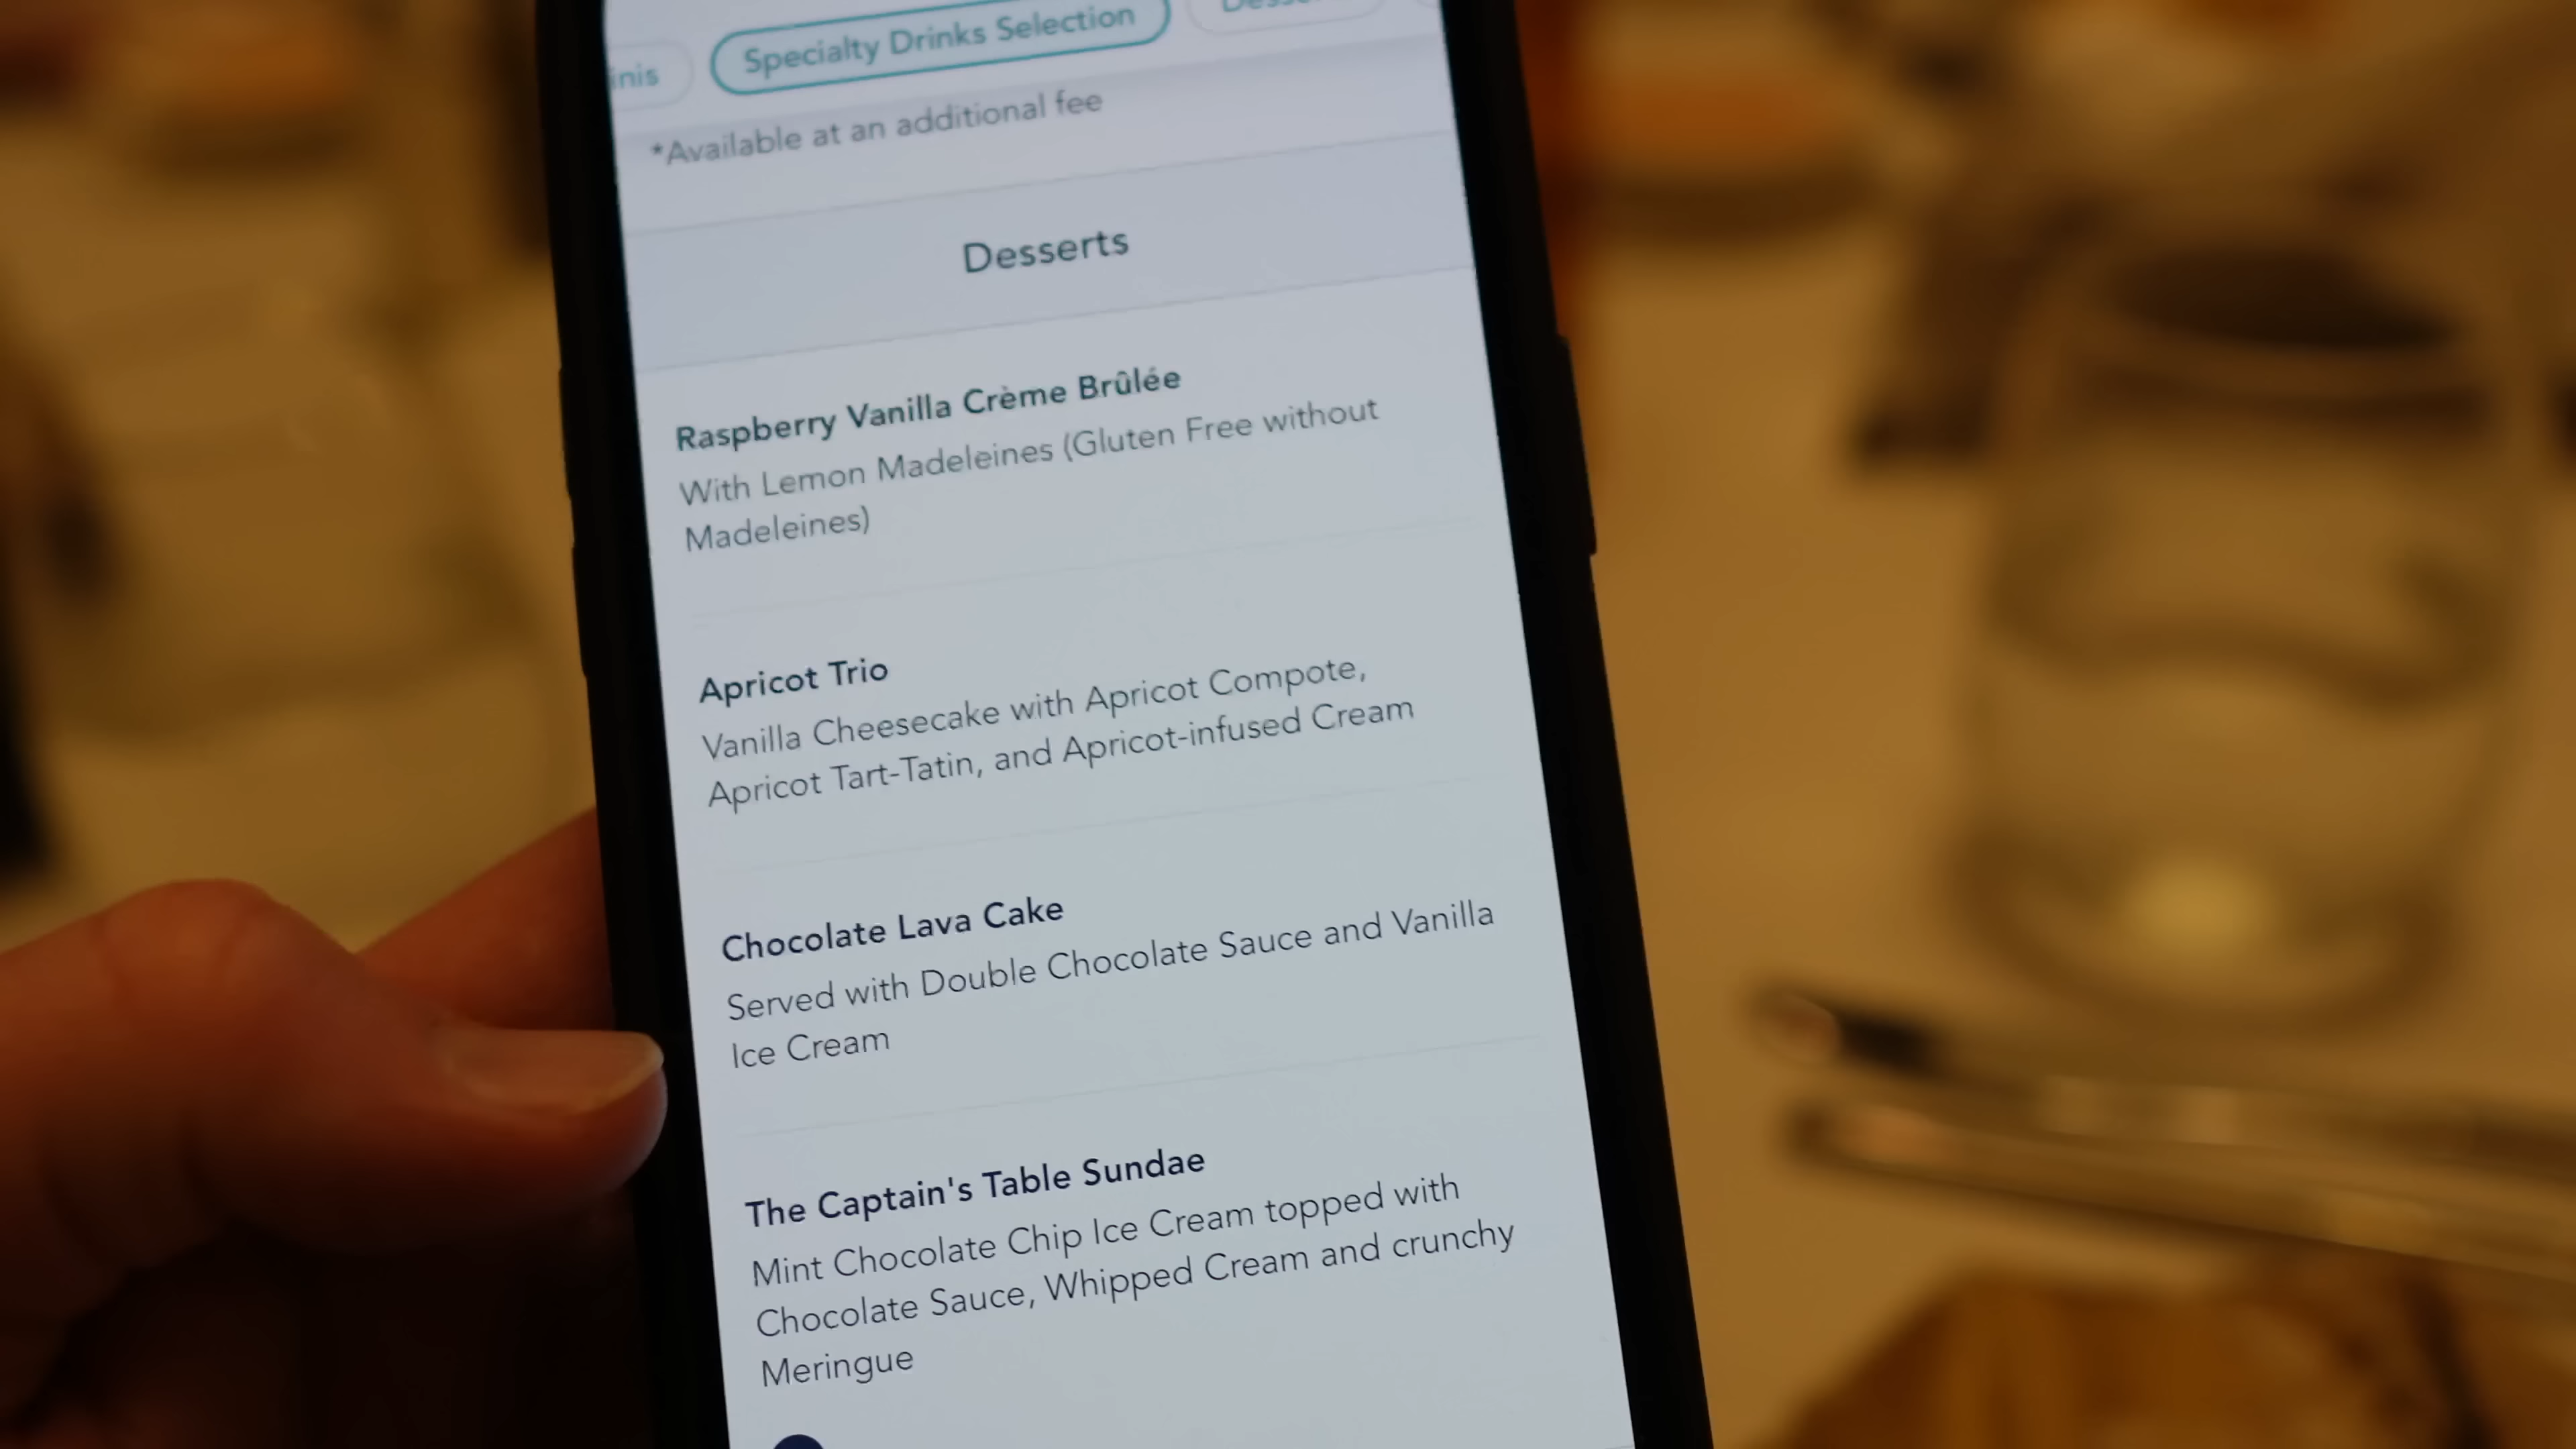 Specialty Drinks Selection
*Available at an additional fee
Desserts
Raspberry Vanilla Crème Brûlée
With Lemon Madeleines (Gluten Free without
Madeleines)
Apricot Trio
Vanilla Cheesecake with Apricot Compote,
Apricot Tart-Tatin, and Apricot-infused Cream
Chocolate Lava Cake
Served with Double Chocolate Sauce and Vanilla
Ice Cream
The Captain's Table Sundae
Mint Chocolate Chip Ice Cream topped with
Chocolate Sauce, Whipped Cream and crunchy
Meringue